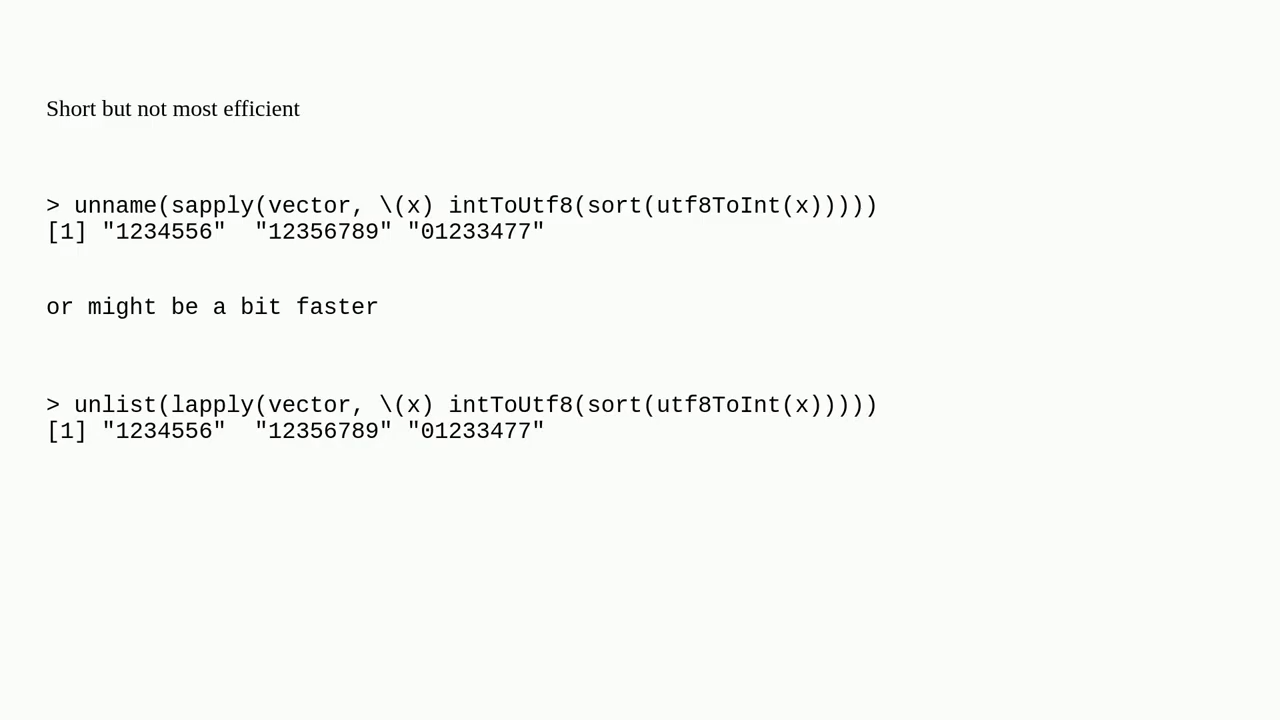 Short but not most efficient
> unname(sapply(vector, \(x) intToUtf8(sort(utf8ToInt(x)))))
[1] "1234556"  "12356789" "01233477"
or might be a bit faster
> unlist(lapply(vector, \(x) intToUtf8(sort(utf8ToInt(x)))))
[1] "1234556"  "12356789" "01233477"